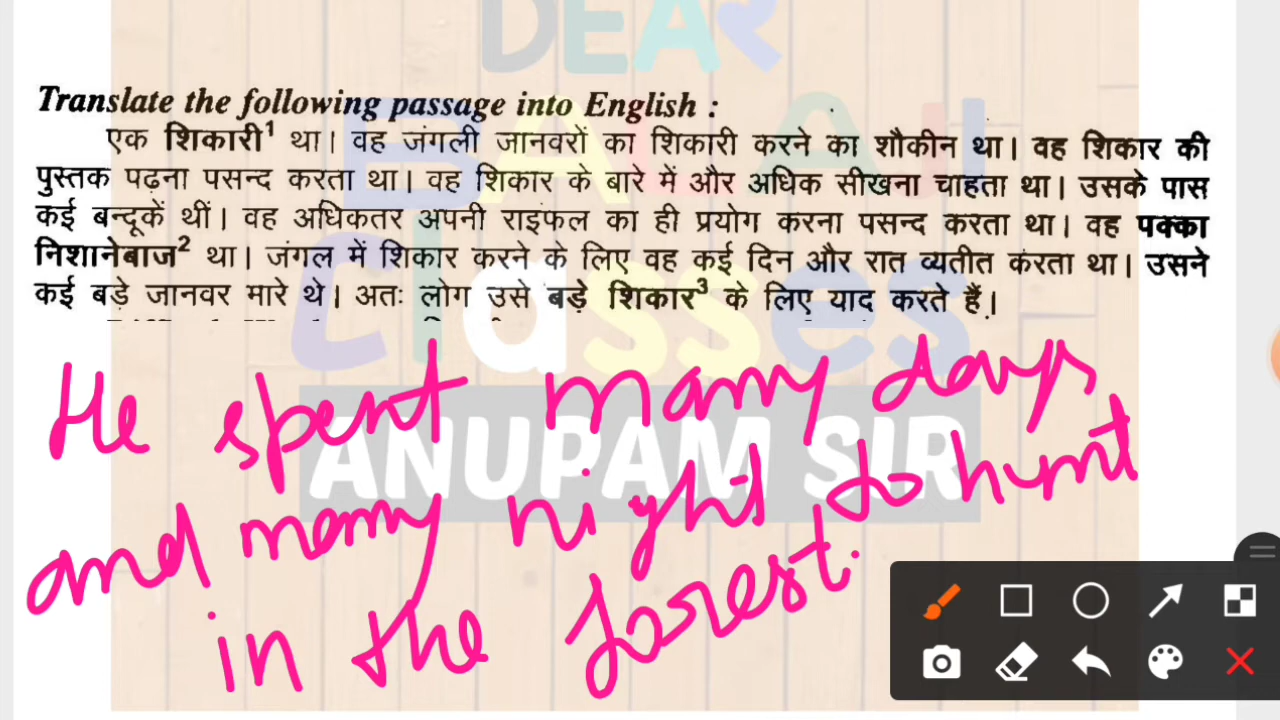 DEAR
Translate the following passage into English :
एक शिकारी¹ था। वह जंगली जानवरों का शिकारी करने का शौकीन था। वह शिकार की
पुस्तक पढ़ना पसन्द करता था। वह शिकार के बारे में और अधिक सीखना चाहता था। उसके पास
कई बन्दूकें थीं। वह अधिकतर अपनी राइफल का ही प्रयोग करना पसन्द करता था। वह पक्का
निशानेबाज² था। जंगल में शिकार करने के लिए वह कई दिन और रात व्यतीत करता था। उसने
कई बड़े जानवर मारे थे। अतः लोग उसे बड़े शिकार³ के लिए याद करते हैं।
classes
He spent many days
ANUPAM SIR
and many night to hunt
in the forest.